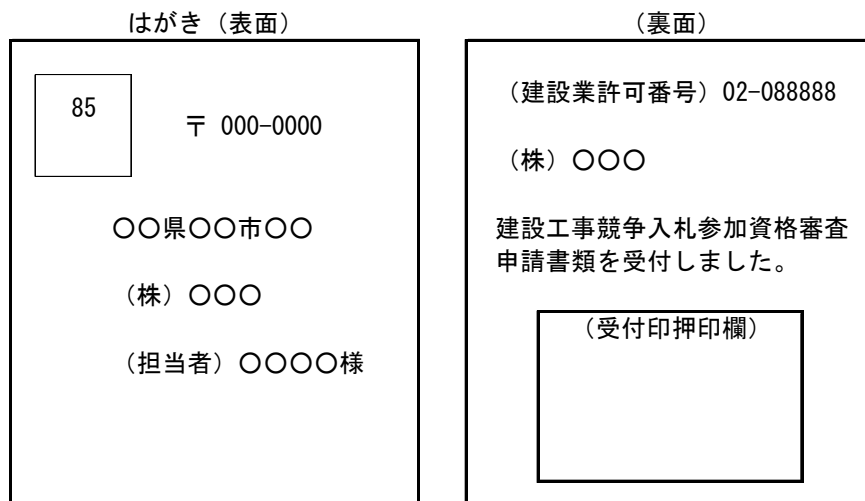 はがき（表面）
85
〒 000-0000
〇〇県〇〇市〇〇
（株）〇〇〇
（担当者）〇〇〇〇様
（裏面）
（建設業許可番号）02-088888
（株）〇〇〇
建設工事競争入札参加資格審査
申請書類を受付しました。
（受付印押印欄）